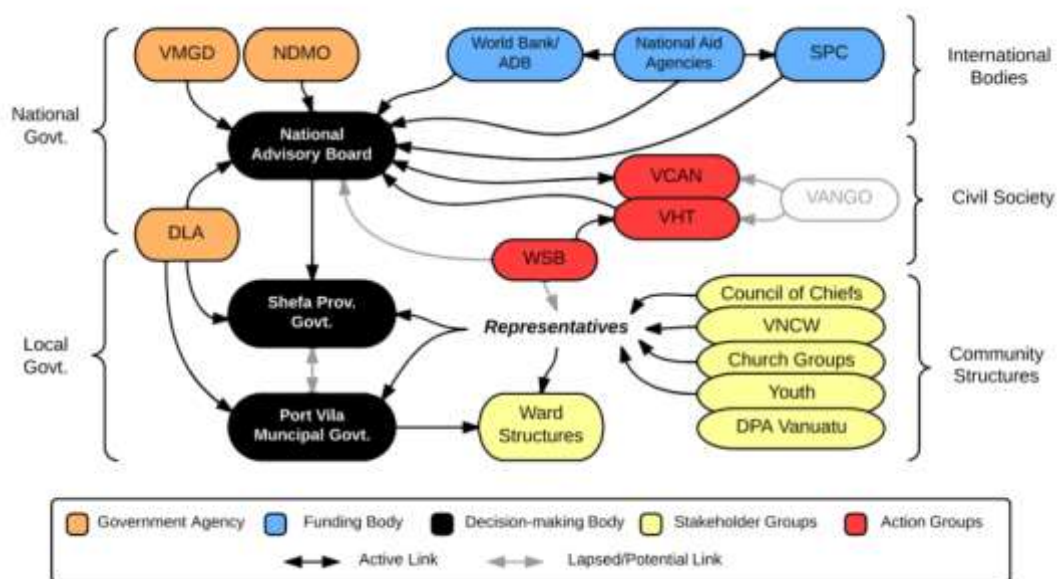 VMGD
NDMO
World Bank/
ADB
National Aid
Agencies
SPC
International
Bodies
National
Govt.
National
Advisory Board
VCAN
VANGO
Civil Society
VHT
DLA
WSB
Shefa Prov.
Govt.
Representatives
Council of Chiefs
VNCW
Church Groups
Youth
DPA Vanuatu
Local
Govt.
Community
Structures
Port Vila
Muncipal Govt.
Ward
Structures
Government Agency
Funding Body
Decision-making Body
Stakeholder Groups
Action Groups
Active Link
Lapsed/Potential Link